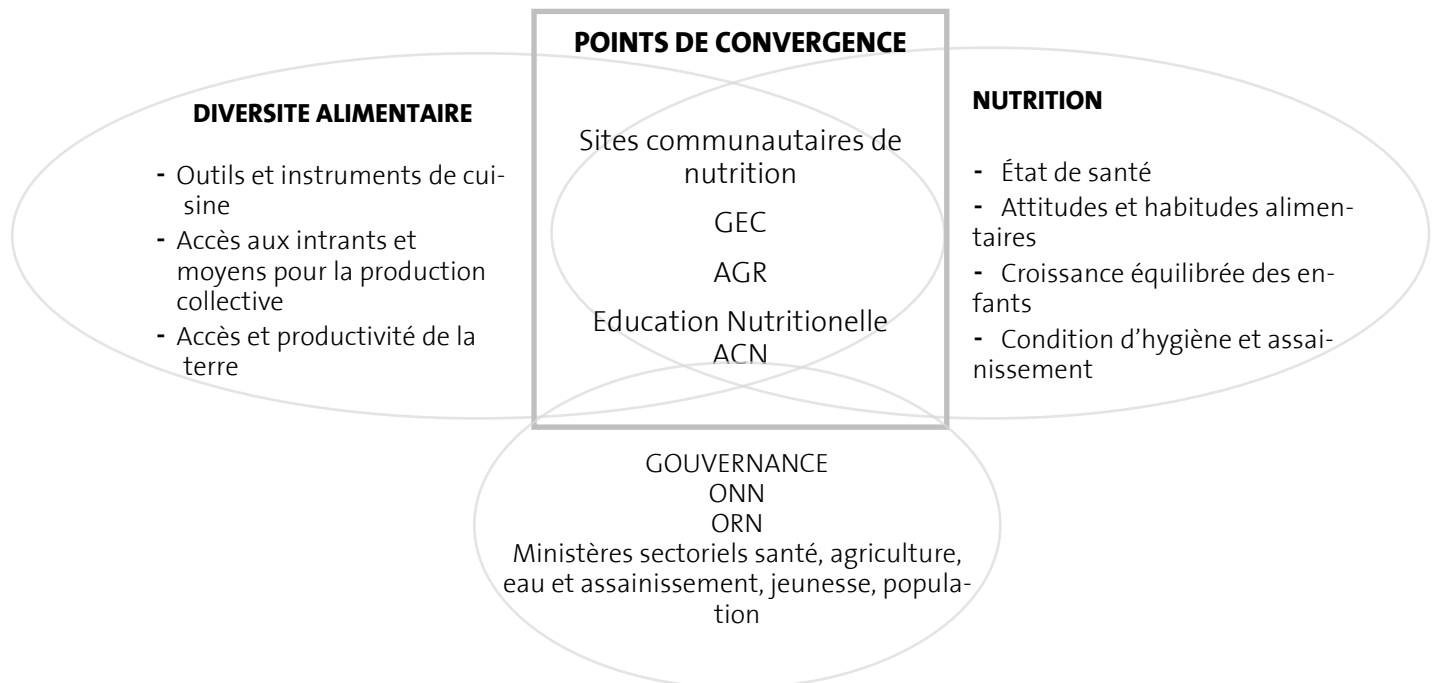 POINTS DE CONVERGENCE
DIVERSITE ALIMENTAIRE
- Outils et instruments de cui-
sine
- Accès aux intrants et
moyens pour la production
collective
- Accès et productivité de la
terre
Sites communautaires de
nutrition
GEC
AGR
Education Nutritionelle
ACN
NUTRITION
- État de santé
- Attitudes et habitudes alimen-
taires
- Croissance équilibrée des en-
fants
- Condition d’hygiène et assai-
nissement
GOUVERNANCE
ONN
ORN
Ministères sectoriels santé, agriculture,
eau et assainissement, jeunesse, popula-
tion